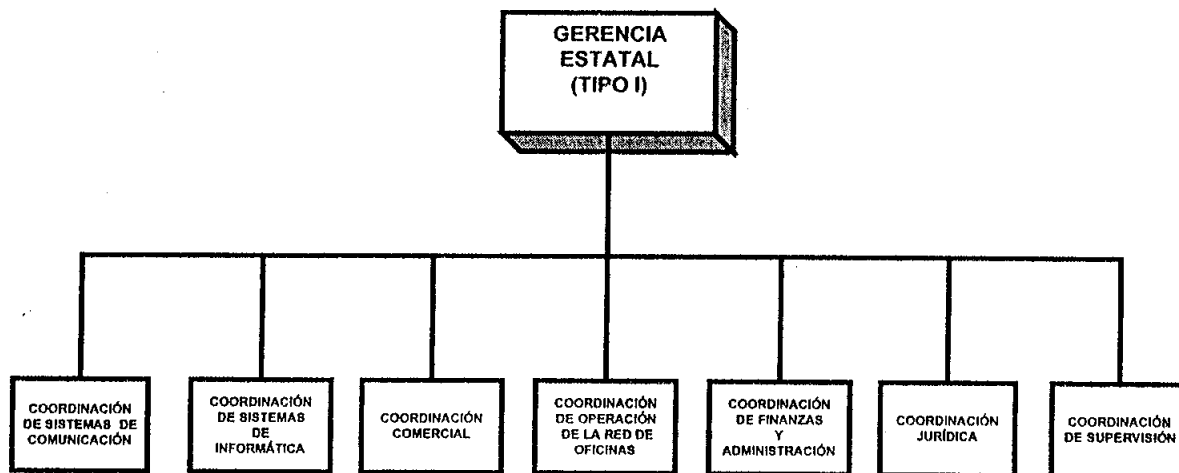 GERENCIA
ESTATAL
(TIPO I)
COORDINACIÓN
DE SISTEMAS DE
COMUNICACIÓN
COORDINACIÓN
DE SISTEMAS
DE
INFORMÁTICA
COORDINACIÓN
COMERCIAL
COORDINACIÓN
DE OPERACIÓN
DE LA RED DE
OFICINAS
COORDINACIÓN
DE FINANZAS
Y
ADMINISTRACIÓN
COORDINACIÓN
JURÍDICA
COORDINACIÓN
DE SUPERVISIÓN